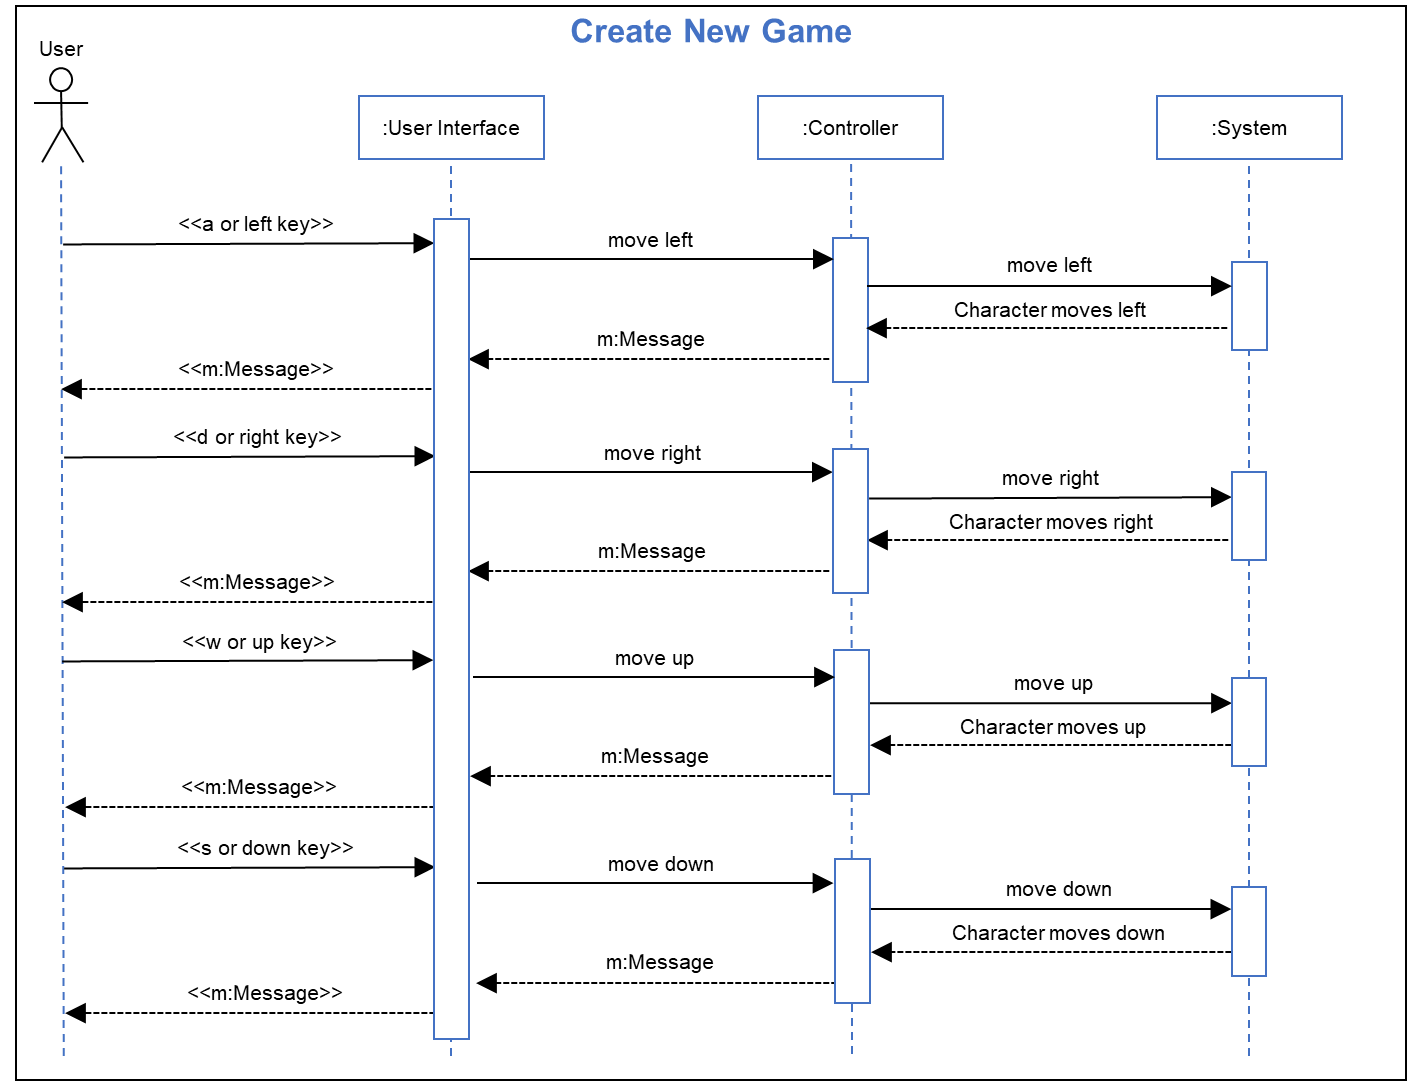 Create New Game
User
:User Interface
:Controller
:System
<<a or left key>>
move left
move left
Character moves left
m:Message
<<m:Message>>
<<d or right key>>
move right
move right
Character moves right
m:Message
<<m:Message>>
<<w or up key>>
move up
move up
Character moves up
m:Message
<<m:Message>>
<<s or down key>>
move down
move down
Character moves down
m:Message
<<m:Message>>